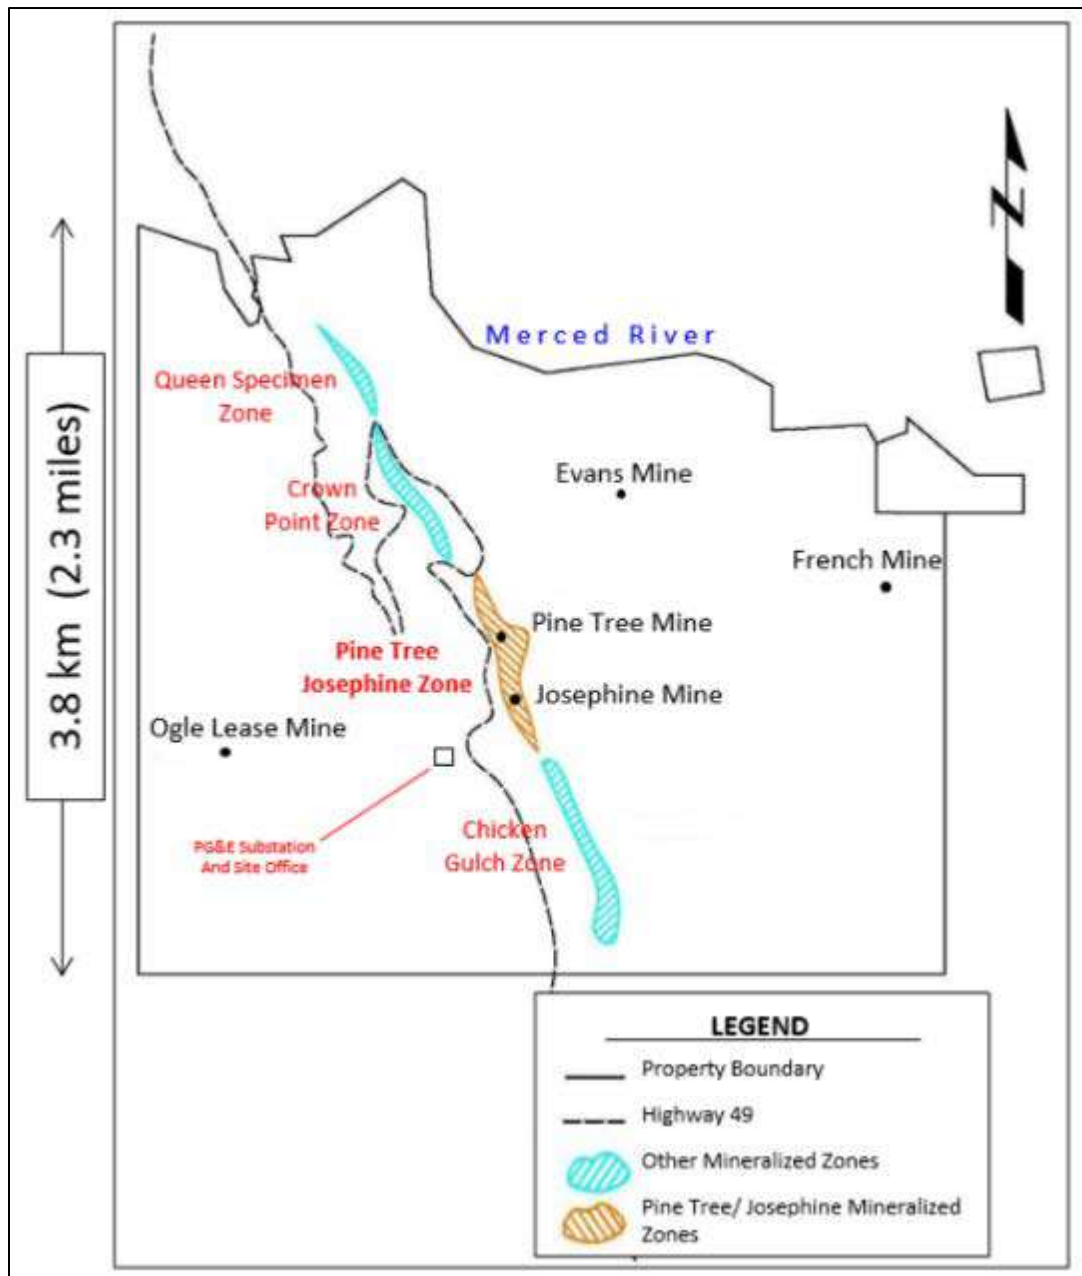 N
Merced River
Queen Specimen
Zone
3.8 km (2.3 miles)
Evans Mine
Crown
Point Zone
French Mine
Pine Tree Mine
Pine Tree
Josephine Zone
Josephine Mine
Ogle Lease Mine
Chicken
Gulch Zone
PG&E Substation
And Site Office
LEGEND
Property Boundary
Highway 49
Other Mineralized Zones
Pine Tree/ Josephine Mineralized
Zones